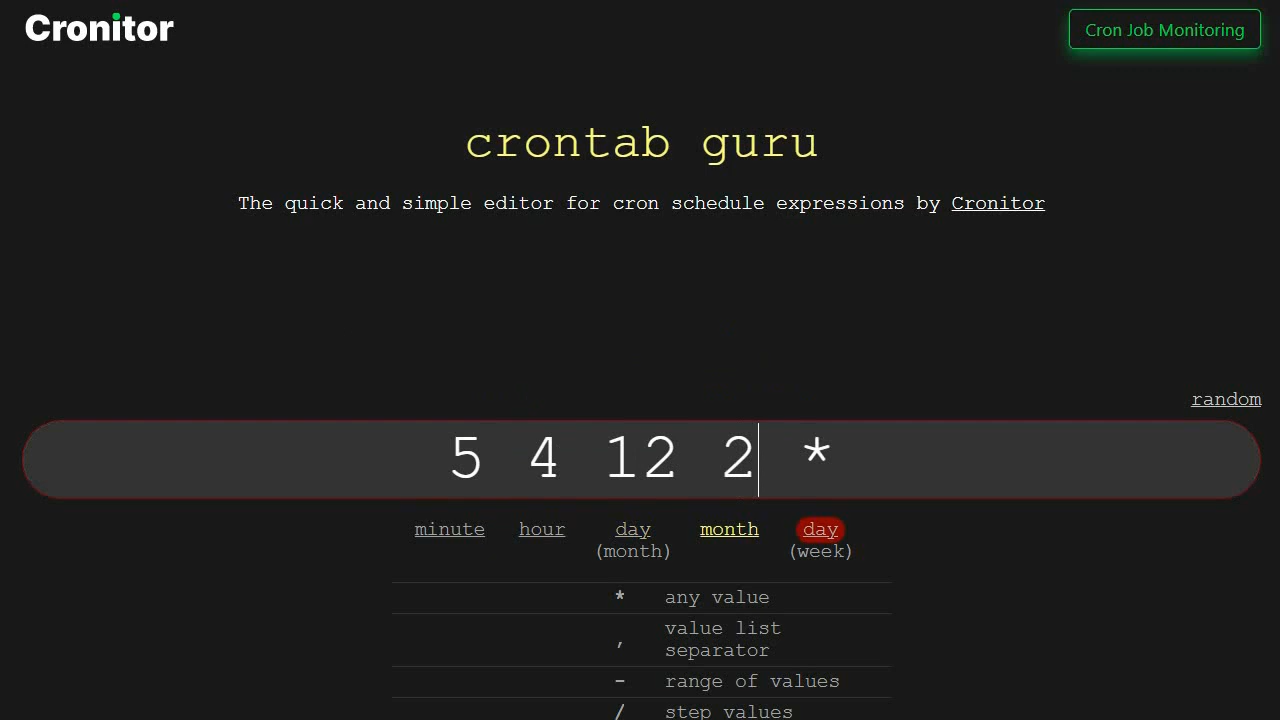 Cronitor
Cron Job Monitoring
crontab guru
The quick and simple editor for cron schedule expressions by Cronitor
random
5 4 12 2 *
minute hour day month day
(month) (week)
* any value
, value list
separator
- range of values
/ step values